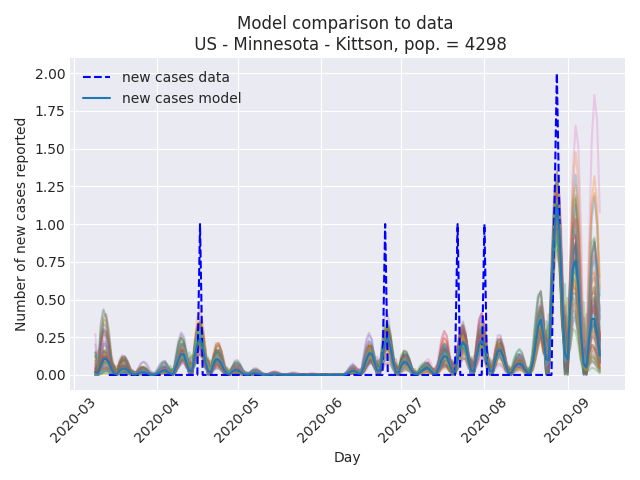 Model comparison to data
US - Minnesota - Kittson, pop. = 4298
new cases data
new cases model
2.00
1.75
1.50
1.25
1.00
0.75
0.50
0.25
0.00
Number of new cases reported
2020-03
2020-04
2020-05
2020-06
2020-07
2020-08
2020-09
Day